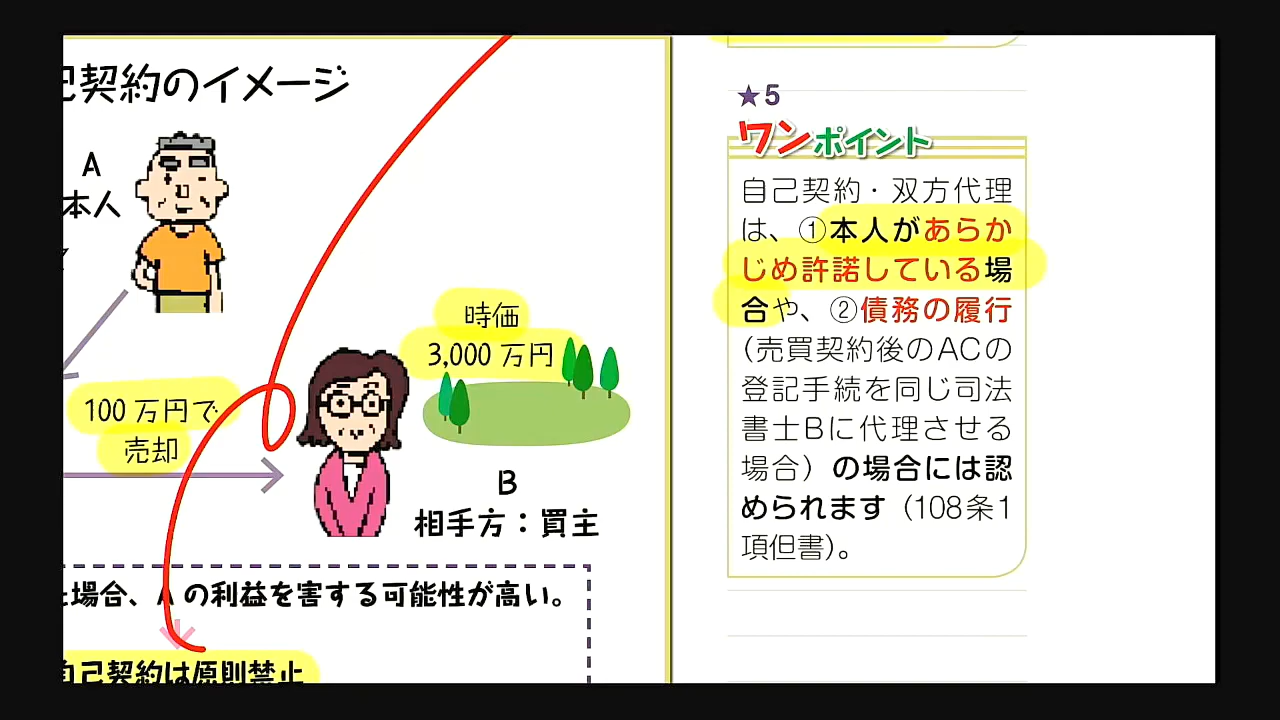 己契約のイメージ
A
本人
100万円で
売却
時価
3,000万円
B
相手方：買主
場合、Aの利益を害する可能性が高い。
自己契約は原則禁止
★5
ワンポイント
自己契約・双方代理
は、①本人があらか
じめ許諾している場
合や、②債務の履行
（売買契約後のACの
登記手続を同じ司法
書士Bに代理させる
場合）の場合には認
められます（108条1
項但書）。